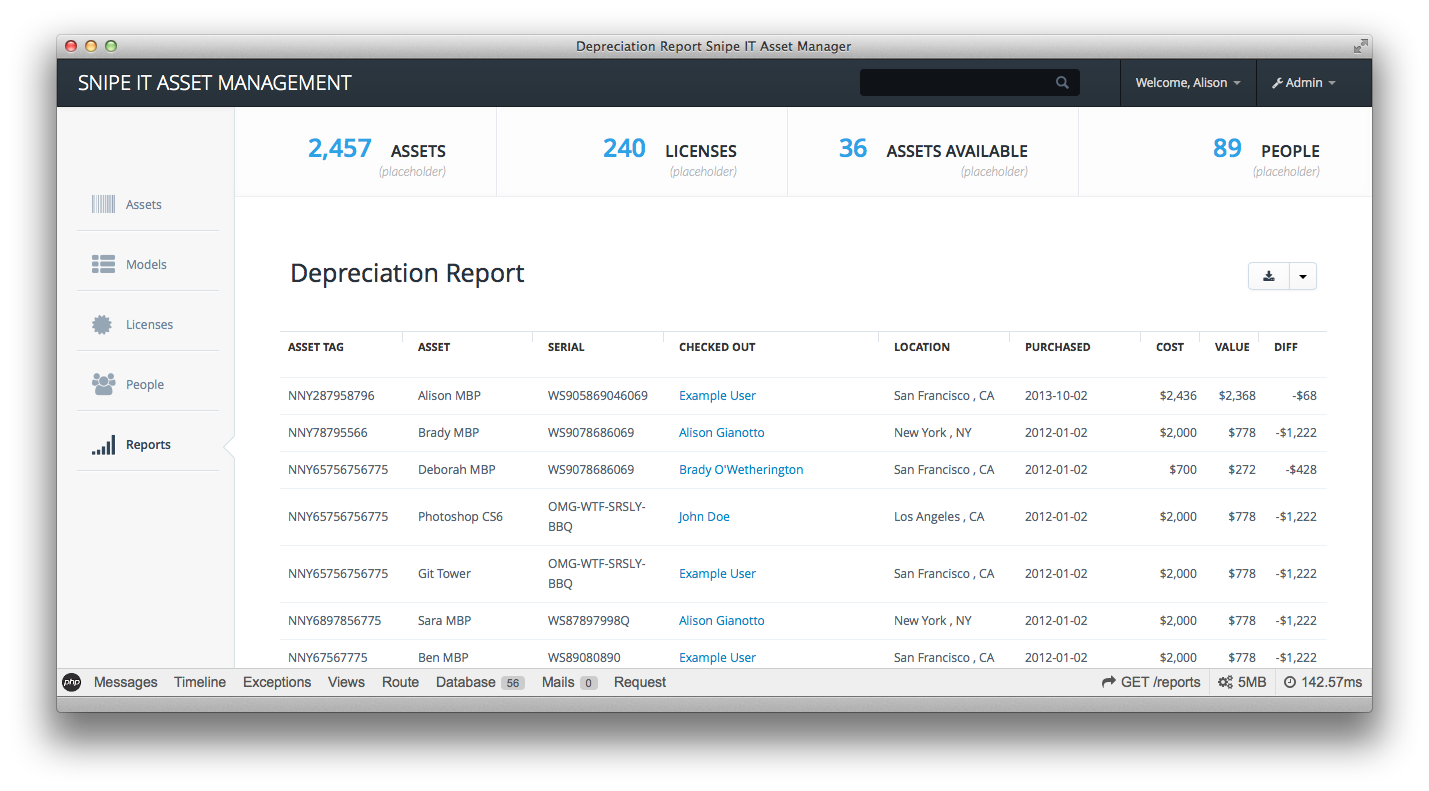 Depreciation Report Snipe IT Asset Manager
SNIPE IT ASSET MANAGEMENT
Welcome, Alison
Admin
2,457 ASSETS
(placeholder)
240 LICENSES
(placeholder)
36 ASSETS AVAILABLE
(placeholder)
89 PEOPLE
(placeholder)
Assets
Models
Licenses
People
Reports
Depreciation Report
ASSET TAG ASSET SERIAL CHECKED OUT LOCATION PURCHASED COST VALUE DIFF
NNY287958796 Alison MBP WS905869046069 Example User San Francisco , CA 2013-10-02 $2,436 $2,368 -$68
NNY78795566 Brady MBP WS9078686069 Alison Gianotto New York , NY 2012-01-02 $2,000 $778 -$1,222
NNY65756756775 Deborah MBP WS9078686069 Brady O'Wetherington San Francisco , CA 2012-01-02 $700 $272 -$428
NNY65756756775 Photoshop CS6 OMG-WTF-SRSLY-
BBQ John Doe Los Angeles , CA 2012-01-02 $2,000 $778 -$1,222
NNY65756756775 Git Tower OMG-WTF-SRSLY-
BBQ Example User San Francisco , CA 2012-01-02 $2,000 $778 -$1,222
NNY6897856775 Sara MBP WS87897998Q Alison Gianotto New York , NY 2012-01-02 $2,000 $778 -$1,222
NNY67567775 Ben MBP WS89080890 Example User San Francisco , CA 2012-01-02 $2,000 $778 -$1,222
php Messages Timeline Exceptions Views Route Database 56 Mails 0 Request GET /reports 5MB 142.57ms